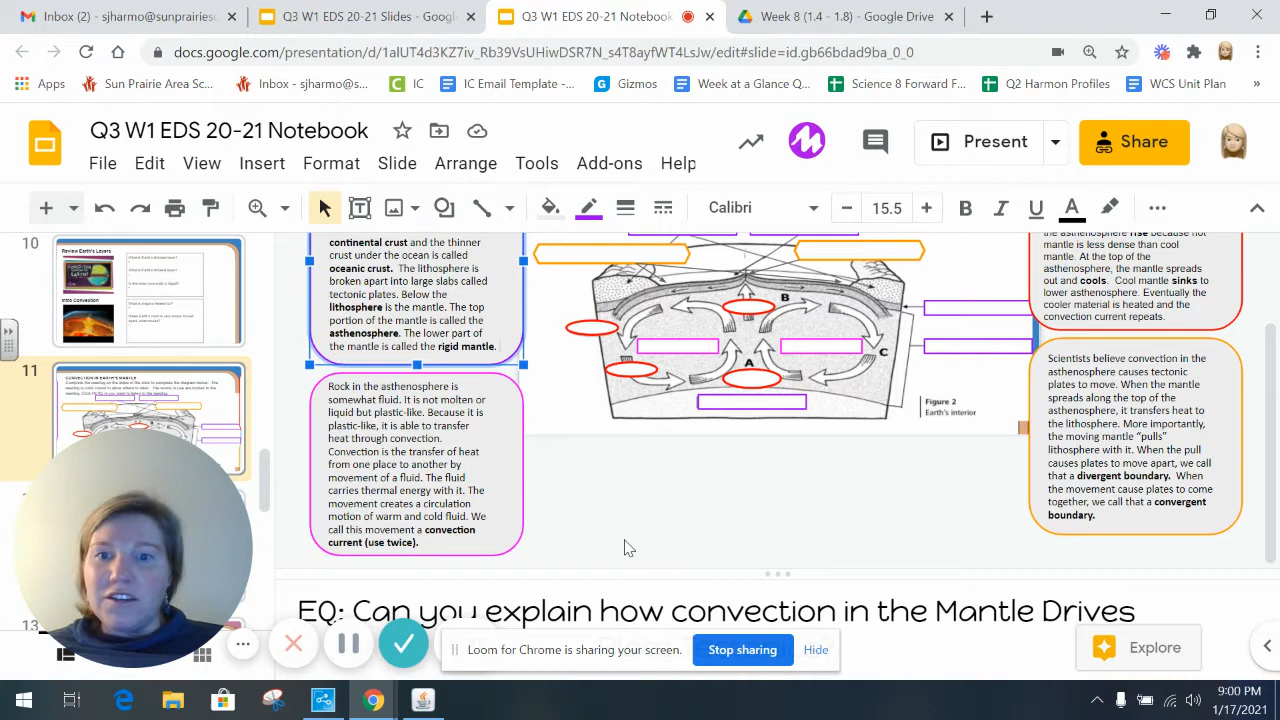 Inbox (2) - sjharmo@sunprairies
Q3 W1 EDS 20-21 Slides - Google
Q3 W1 EDS 20-21 Notebook
Week 8 (1.4 - 1.8) - Google Drive
docs.google.com/presentation/d/1alUT4d3KZ7iv_Rb39VsUHiwDSR7N_s4T8ayfWT4LsJw/edit#slide=id.gb66bdad9ba_0_0
Apps
Sun Prairie Area Sc...
Inbox - sjharmo@s...
IC
IC Email Template -...
Gizmos
Week at a Glance Q...
Science 8 Forward F...
Q2 Harmon Profiles
WCS Unit Plan
Q3 W1 EDS 20-21 Notebook
File Edit View Insert Format Slide Arrange Tools Add-ons Help
Present
Share
Calibri
15.5
B I U A
10
Review Earth's Layers
Intro Convection
11
CONVECTION IN EARTH'S MANTLE
13
continental crust and the thinner
crust under the ocean is called
oceanic crust. The lithosphere is
broken apart into large slabs called
tectonic plates. Below the
lithosphere is the mantle. The top
portion of the mantle is called the
asthenosphere. The lower part of
the mantle is called the rigid mantle.
Rock in the asthenosphere is
somewhat fluid. It is not molten or
liquid but plastic-like. Because it is
plastic-like, it is able to transfer
heat through convection.
Convection is the transfer of heat
from one place to another by
movement of a fluid. The fluid
carries thermal energy with it. The
movement creates a circulation
motion of warm and cold fluid. We
call this movement a convection
current (use twice).
B
A
C
Figure 2
Earth's interior
the asthenosphere rise because hot
mantle is less dense than cool
mantle. At the top of the
asthenosphere, the mantle spreads
out and cools. Cool mantle sinks to
lower asthenosphere. Eventually the
cooler material is heated and the
convection current repeats.
Scientists believe convection in the
asthenosphere causes tectonic
plates to move. When the mantle
spreads along the top of the
asthenosphere, it transfers heat to
the lithosphere. More importantly,
the moving mantle "pulls"
lithosphere with it. When the pull
causes plates to move apart, we call
that a divergent boundary. When
the movement cause plates to come
together, we call that a convergent
boundary.
EQ: Can you explain how convection in the Mantle Drives
Loom for Chrome is sharing your screen.
Stop sharing
Hide
Explore
9:00 PM
1/17/2021